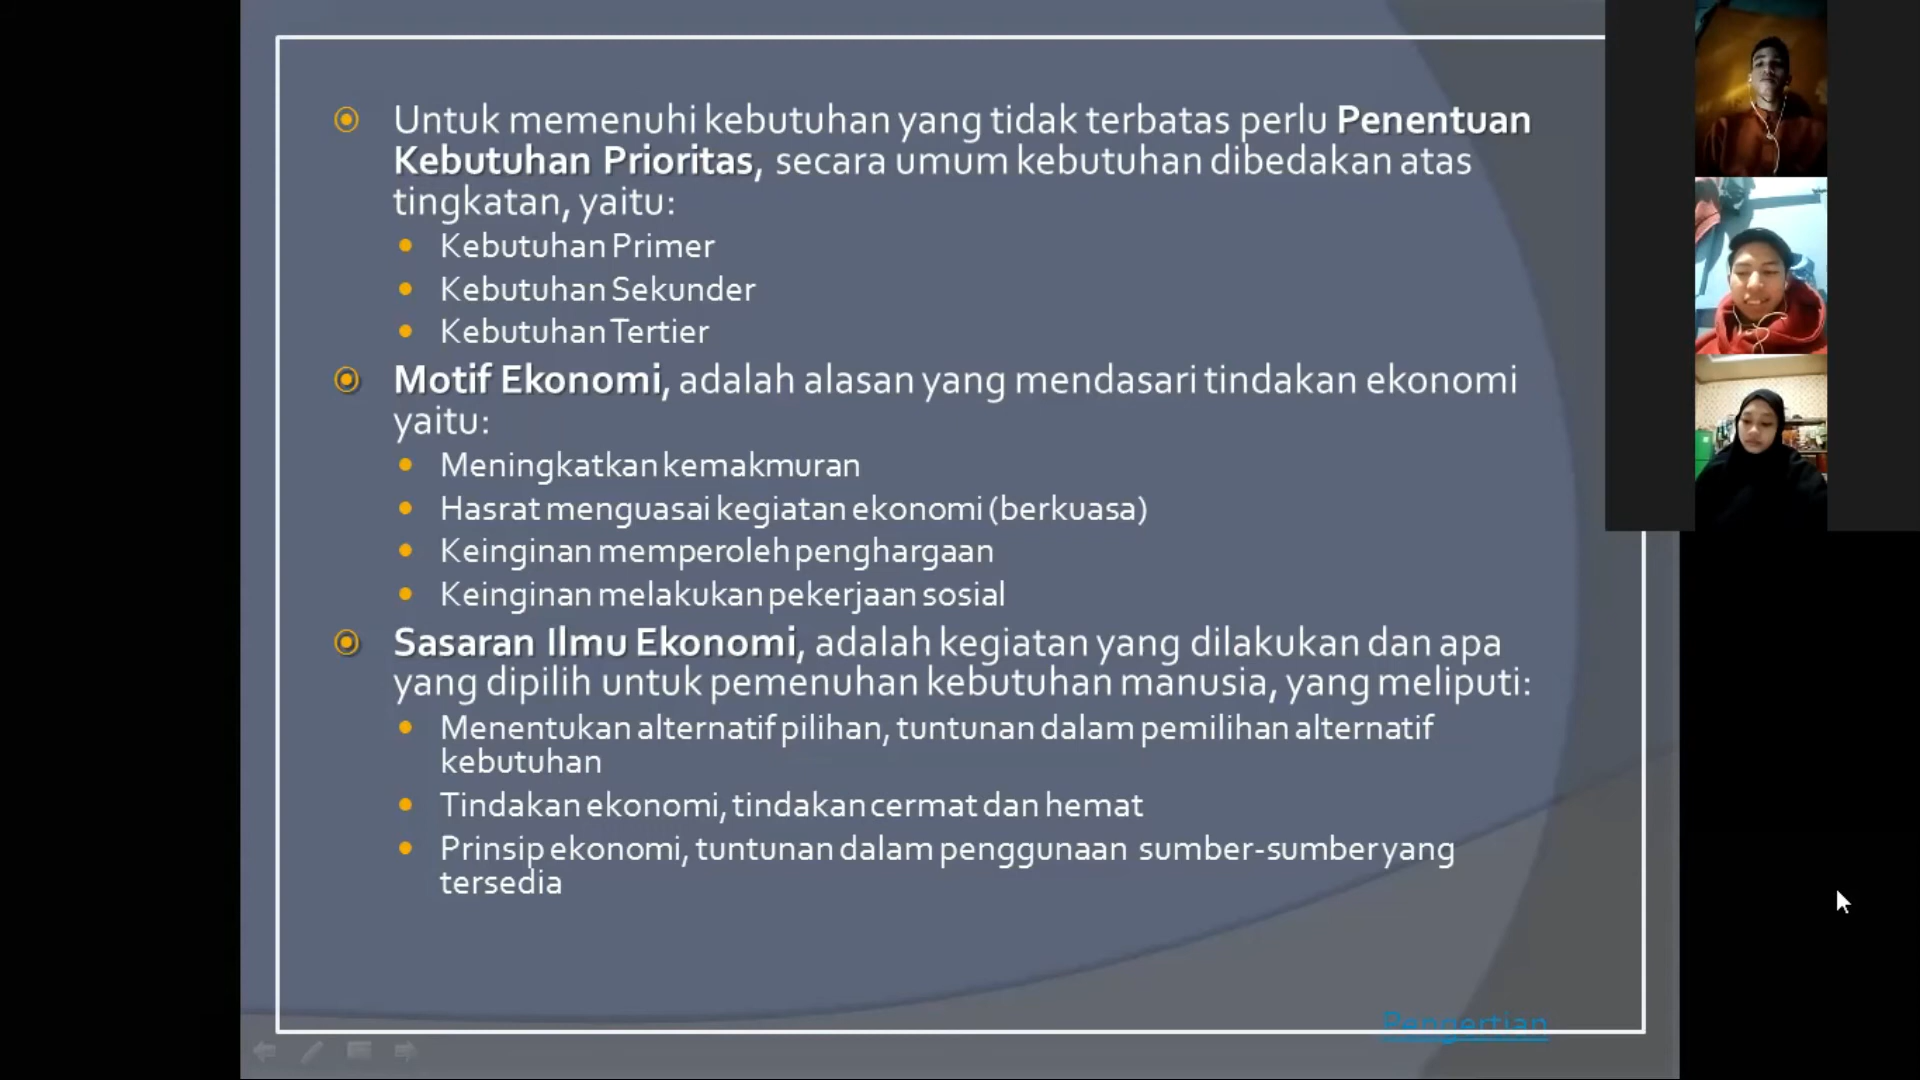 Untuk memenuhi kebutuhan yang tidak terbatas perlu Penentuan
Kebutuhan Prioritas, secara umum kebutuhan dibedakan atas
tingkatan, yaitu:
Kebutuhan Primer
Kebutuhan Sekunder
Kebutuhan Tertier
Motif Ekonomi, adalah alasan yang mendasari tindakan ekonomi
yaitu:
Meningkatkan kemakmuran
Hasrat menguasai kegiatan ekonomi (berkuasa)
Keinginan memperoleh penghargaan
Keinginan melakukan pekerjaan sosial
Sasaran Ilmu Ekonomi, adalah kegiatan yang dilakukan dan apa
yang dipilih untuk pemenuhan kebutuhan manusia, yang meliputi:
Menentukan alternatif pilihan, tuntunan dalam pemilihan alternatif
kebutuhan
Tindakan ekonomi, tindakan cermat dan hemat
Prinsip ekonomi, tuntunan dalam penggunaan sumber-sumber yang
tersedia
Pengertian